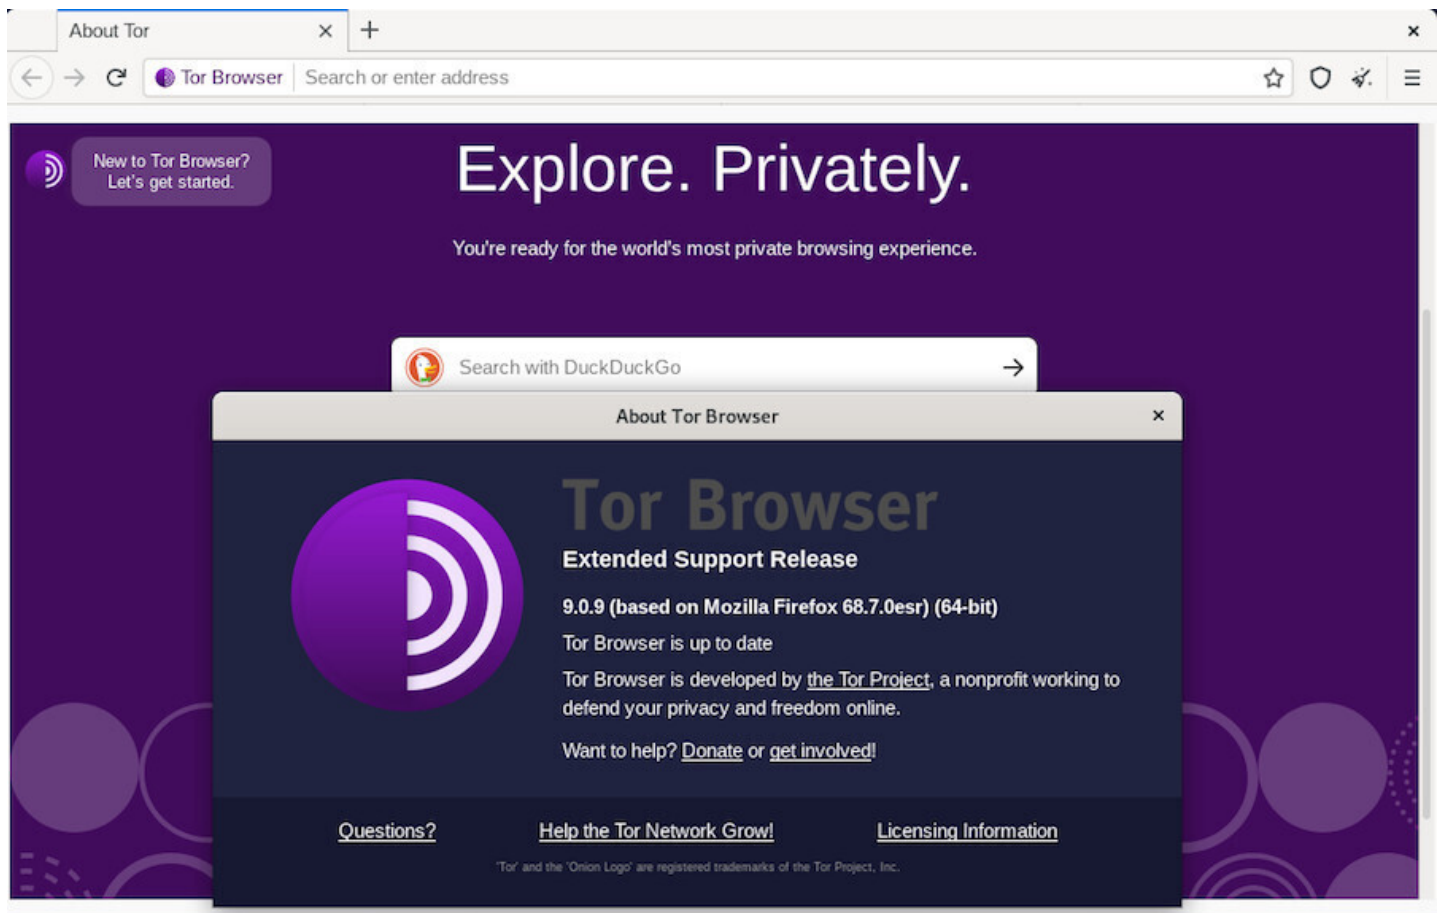 About Tor
Tor Browser
Search or enter address
New to Tor Browser?
Let's get started.
Explore. Privately.
You're ready for the world's most private browsing experience.
Search with DuckDuckGo
About Tor Browser
Tor Browser
Extended Support Release
9.0.9 (based on Mozilla Firefox 68.7.0esr) (64-bit)
Tor Browser is up to date
Tor Browser is developed by the Tor Project, a nonprofit working to
defend your privacy and freedom online.
Want to help? Donate or get involved!
Questions?
Help the Tor Network Grow!
Licensing Information
'Tor' and the 'Onion Logo' are registered trademarks of the Tor Project, Inc.